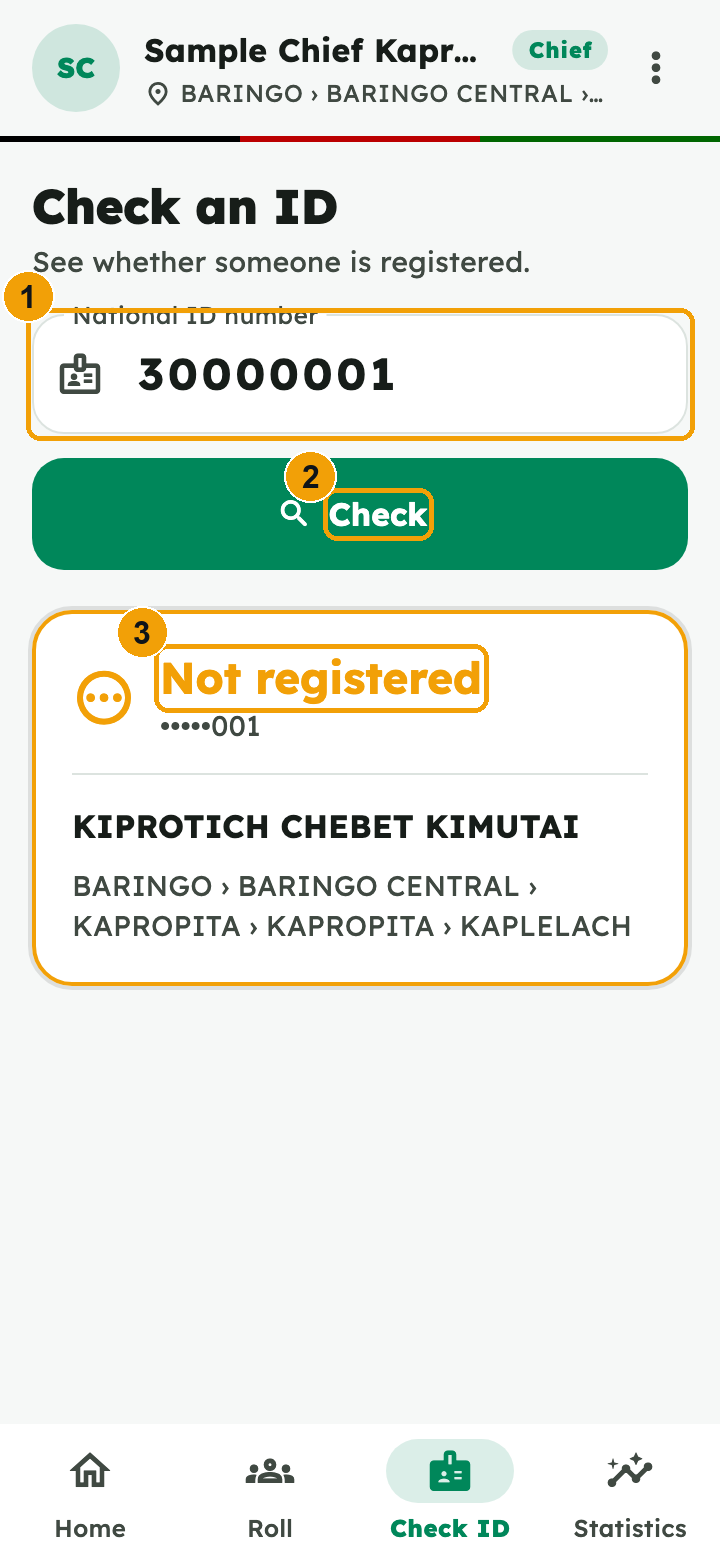 SC
Sample Chief Kapr...
Chief
BARINGO › BARINGO CENTRAL ›...
Check an ID
See whether someone is registered.
1
National ID number
30000001
2
Check
3
Not registered
•••••001
KIPROTICH CHEBET KIMUTAI
BARINGO › BARINGO CENTRAL ›
KAPROPITA › KAPROPITA › KAPLELACH
Home
Roll
Check ID
Statistics